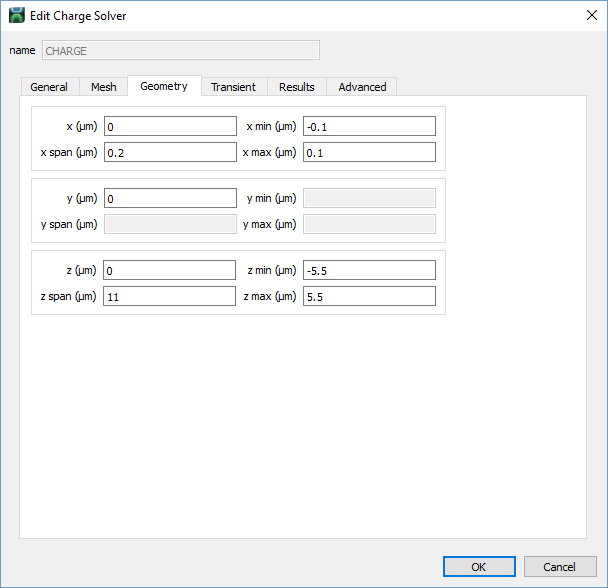 Edit Charge Solver
name CHARGE
General Mesh Geometry Transient Results Advanced
x (µm) 0 x min (µm) -0.1
x span (µm) 0.2 x max (µm) 0.1
y (µm) 0 y min (µm)
y span (µm) y max (µm)
z (µm) 0 z min (µm) -5.5
z span (µm) 11 z max (µm) 5.5
OK Cancel